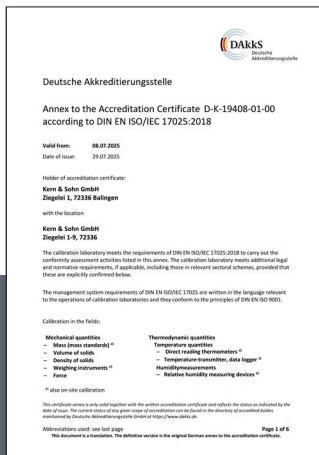 DAkkS
Deutsche
Akkreditierungsstelle
Deutsche Akkreditierungsstelle
Annex to the Accreditation Certificate D-K-19408-01-00
according to DIN EN ISO/IEC 17025:2018
Valid from: 08.07.2025
Date of issue: 29.07.2025
Holder of accreditation certificate:
Kern & Sohn GmbH
Ziegelei 1, 72336 Balingen
with the location
Kern & Sohn GmbH
Ziegelei 1-9, 72336
The calibration laboratory meets the requirements of DIN EN ISO/IEC 17025:2018 to carry out the
conformity assessment activities listed in this annex. The calibration laboratory meets additional legal
and normative requirements, if applicable, including those in relevant sectoral schemes, provided that
these are explicitly confirmed below.
The management system requirements of DIN EN ISO/IEC 17025 are written in the language relevant
to the operations of calibration laboratories and they conform to the principles of DIN EN ISO 9001.
Calibration in the fields:
Mechanical quantities
– Mass (mass standards) a)
– Volume of solids
– Density of solids
– Weighing instruments a)
– Force
Thermodynamic quantities
Temperature quantities
– Direct reading thermometers a)
– Temperature-transmitter, data logger a)
Humiditymeasurements
– Relative humidity measuring devices a)
a) also on-site calibration
This certificate annex is only valid together with the written accreditation certificate and reflects the status as indicated by the
date of issue. The current status of any given scope of accreditation can be found in the directory of accredited bodies
maintained by Deutsche Akkreditierungsstelle GmbH at https://www.dakks.de.
Abbreviations used: see last page
Page 1 of 6
This document is a translation. The definitive version is the original German annex to the accreditation certificate.